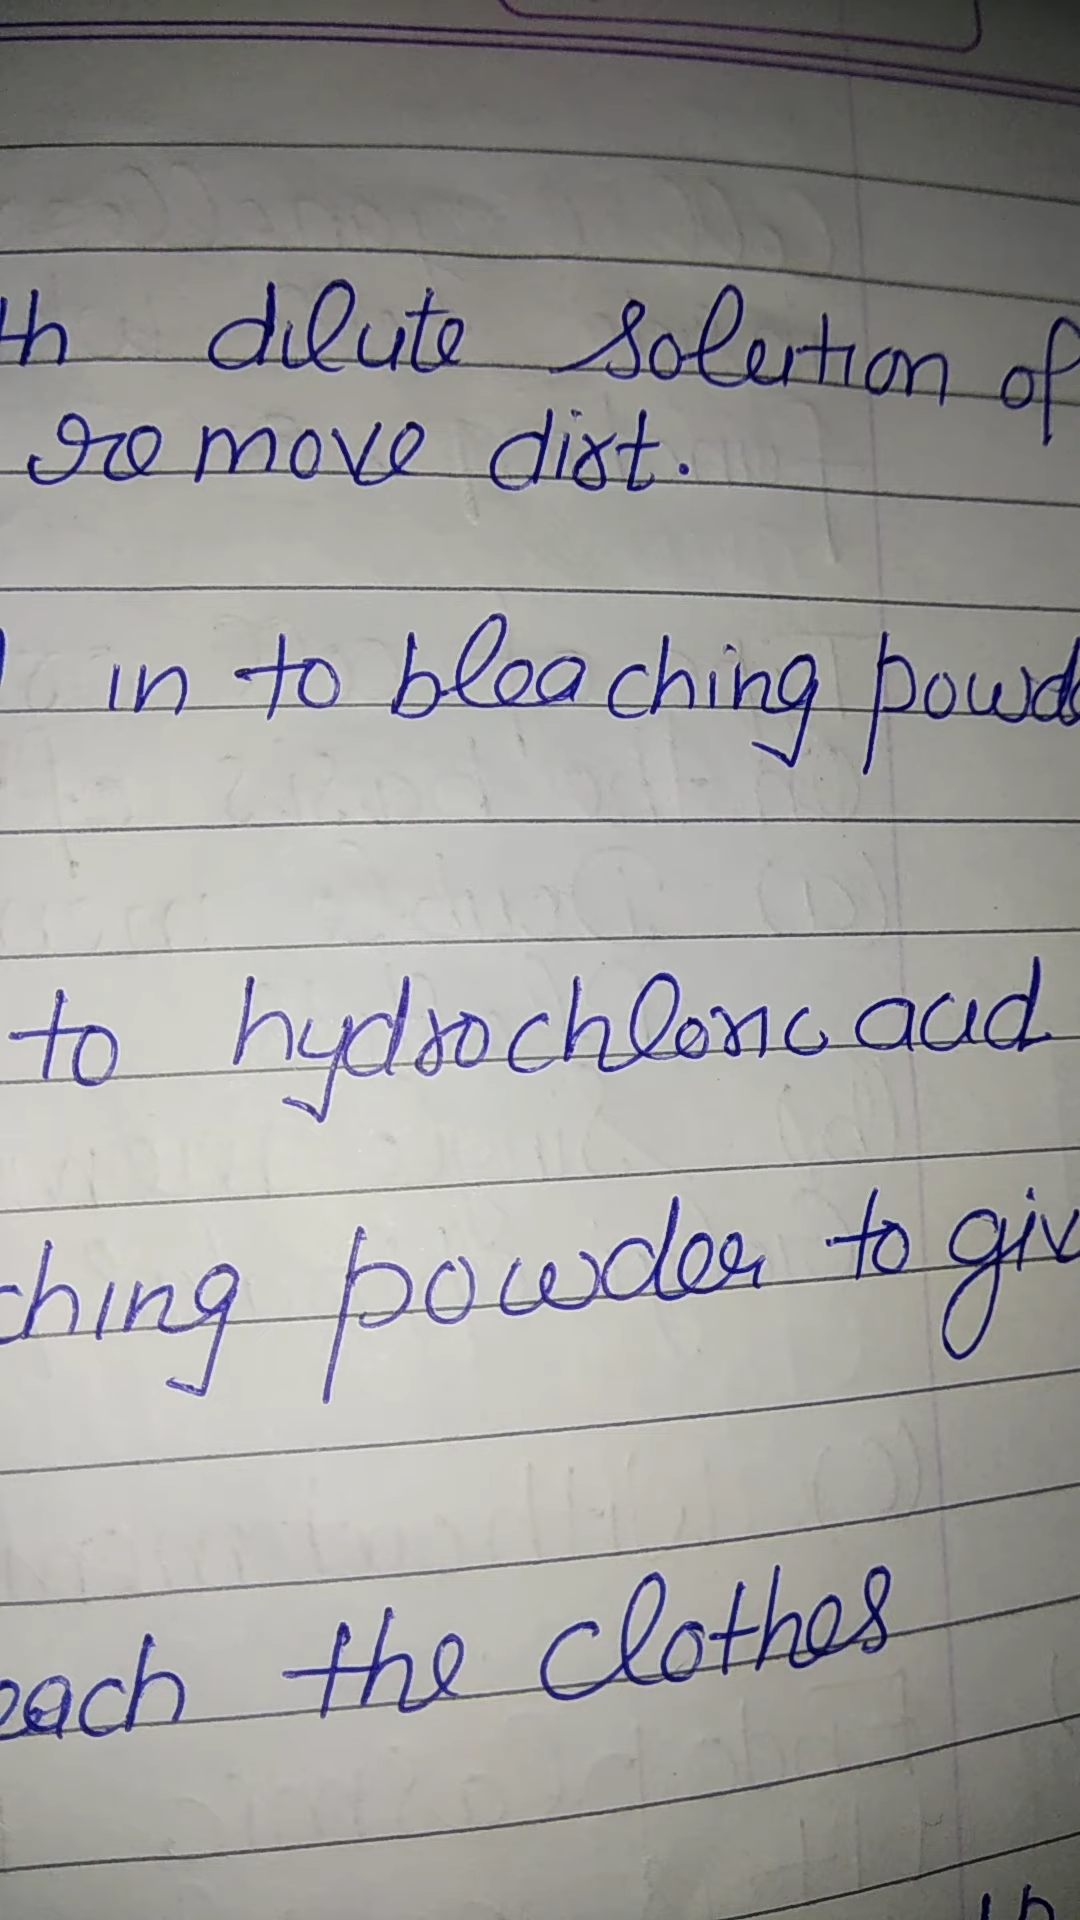 th dilute solution of
remove dirt.
in to bleaching powd
to hydrochloric acid
ching powder to giv
each the clothes